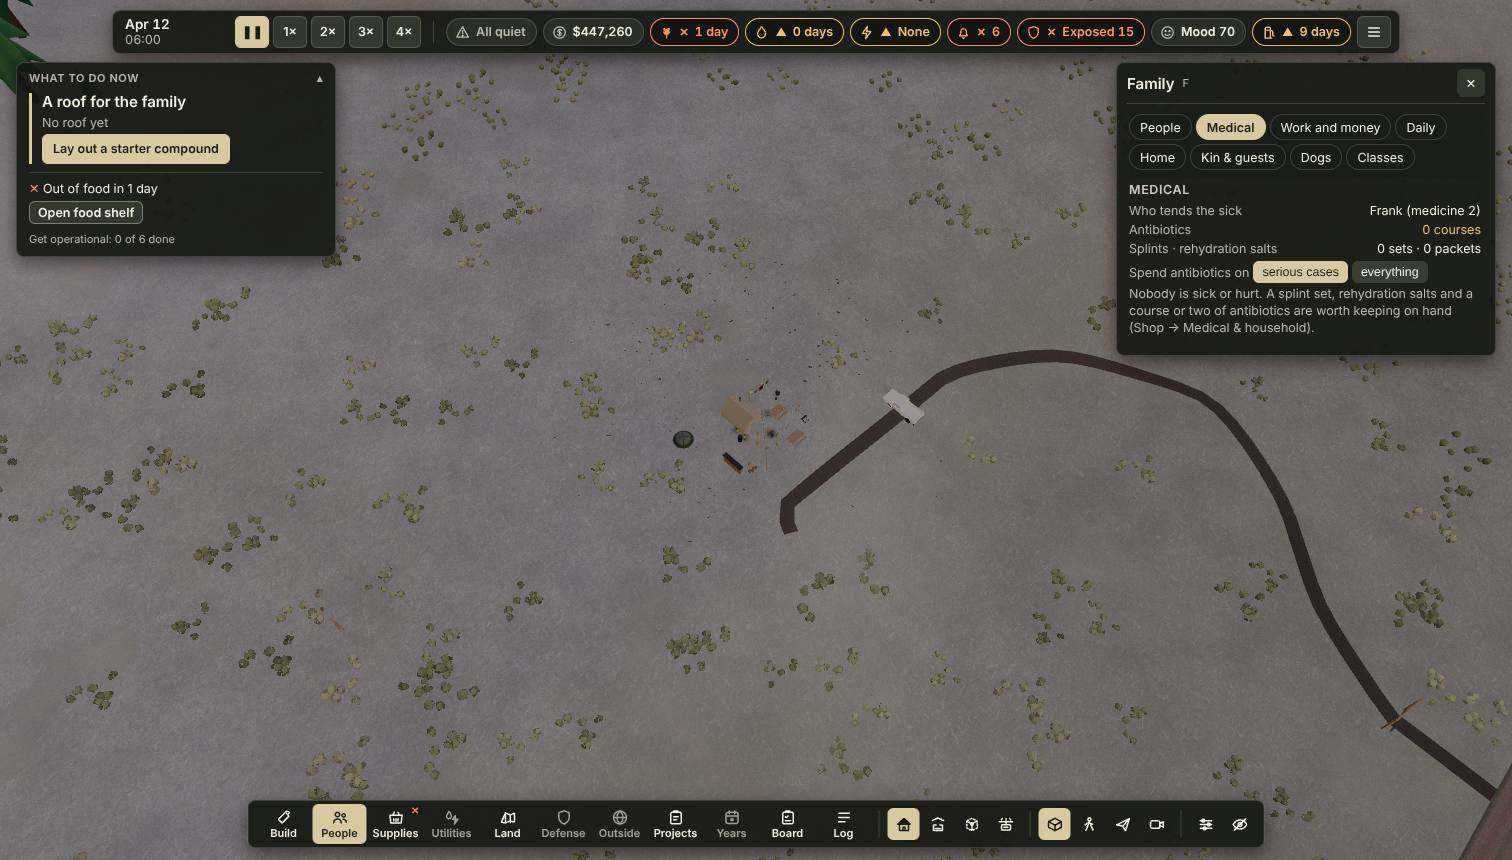 Apr 12
06:00
1×
2×
3×
4×
All quiet
$447,260
× 1 day
▲ 0 days
▲ None
× 6
× Exposed 15
Mood 70
▲ 9 days
WHAT TO DO NOW
A roof for the family
No roof yet
Lay out a starter compound
× Out of food in 1 day
Open food shelf
Get operational: 0 of 6 done
Family F
People Medical Work and money Daily
Home Kin & guests Dogs Classes
MEDICAL
Who tends the sick Frank (medicine 2)
Antibiotics 0 courses
Splints · rehydration salts 0 sets · 0 packets
Spend antibiotics on serious cases everything
Nobody is sick or hurt. A splint set, rehydration salts and a
course or two of antibiotics are worth keeping on hand
(Shop → Medical & household).
Build
People
Supplies
Utilities
Land
Defense
Outside
Projects
Years
Board
Log